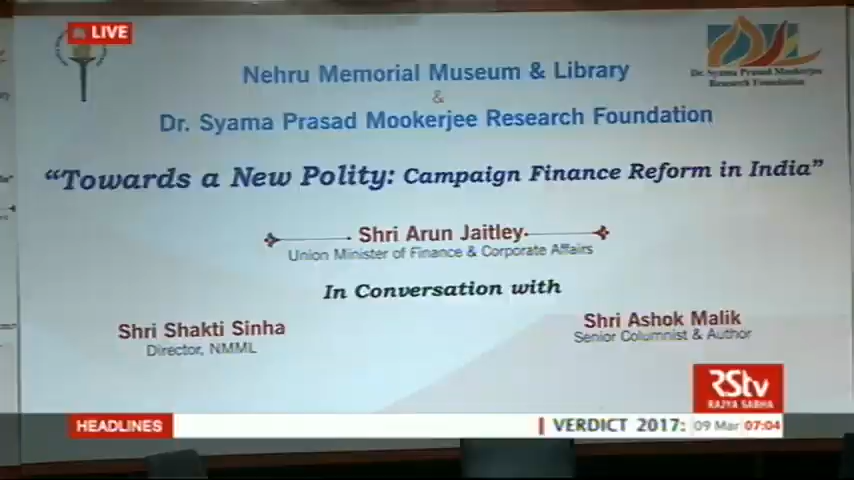 LIVE
Nehru Memorial Museum & Library
&
Dr. Syama Prasad Mookerjee Research Foundation
Dr. Syama Prasad Mookerjee
Research Foundation
“Towards a New Polity: Campaign Finance Reform in India”
Shri Arun Jaitley
Union Minister of Finance & Corporate Affairs
In Conversation with
Shri Shakti Sinha
Director, NMML
Shri Ashok Malik
Senior Columnist & Author
RStv
RAJYA SABHA
HEADLINES
VERDICT 2017:
09 Mar 07:04